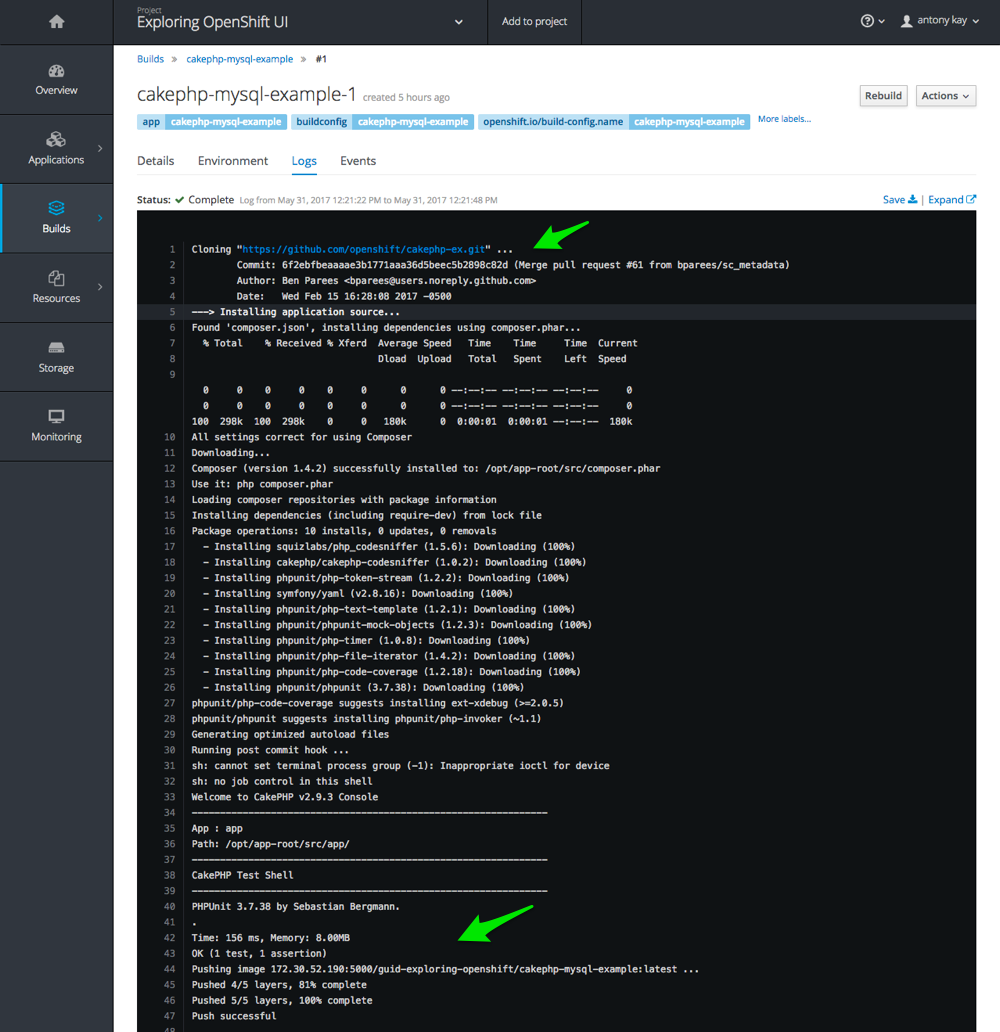 Project
Exploring OpenShift UI
Add to project
antony kay
Overview
Applications
Builds
Resources
Storage
Monitoring
Builds » cakephp-mysql-example » #1
cakephp-mysql-example-1 created 5 hours ago
Rebuild
Actions
app cakephp-mysql-example buildconfig cakephp-mysql-example openshift.io/build-config.name cakephp-mysql-example More labels...
Details Environment Logs Events
Status: ✔ Complete Log from May 31, 2017 12:21:22 PM to May 31, 2017 12:21:48 PM
Save | Expand
1 Cloning "https://github.com/openshift/cakephp-ex.git" ...
2 Commit: 6f2ebfbeaaaae3b1771aaa36d5beec5b2898c82d (Merge pull request #61 from bparees/sc_metadata)
3 Author: Ben Parees <bparees@users.noreply.github.com>
4 Date: Wed Feb 15 16:28:08 2017 -0500
5 ---> Installing application source...
6 Found 'composer.json', installing dependencies using composer.phar...
7 % Total % Received % Xferd Average Speed Time Time Time Current
8 Dload Upload Total Spent Left Speed
9
0 0 0 0 0 0 0 0 --:--:-- --:--:-- --:--:-- 0
0 0 0 0 0 0 0 0 --:--:-- --:--:-- --:--:-- 0
100 298k 100 298k 0 0 180k 0 0:00:01 0:00:01 --:--:-- 180k
10 All settings correct for using Composer
11 Downloading...
12 Composer (version 1.4.2) successfully installed to: /opt/app-root/src/composer.phar
13 Use it: php composer.phar
14 Loading composer repositories with package information
15 Installing dependencies (including require-dev) from lock file
16 Package operations: 10 installs, 0 updates, 0 removals
17 - Installing squizlabs/php_codesniffer (1.5.6): Downloading (100%)
18 - Installing cakephp/cakephp-codesniffer (1.0.2): Downloading (100%)
19 - Installing phpunit/php-token-stream (1.2.2): Downloading (100%)
20 - Installing symfony/yaml (v2.8.16): Downloading (100%)
21 - Installing phpunit/php-text-template (1.2.1): Downloading (100%)
22 - Installing phpunit/phpunit-mock-objects (1.2.3): Downloading (100%)
23 - Installing phpunit/php-timer (1.0.8): Downloading (100%)
24 - Installing phpunit/php-file-iterator (1.4.2): Downloading (100%)
25 - Installing phpunit/php-code-coverage (1.2.18): Downloading (100%)
26 - Installing phpunit/phpunit (3.7.38): Downloading (100%)
27 phpunit/php-code-coverage suggests installing ext-xdebug (>=2.0.5)
28 phpunit/phpunit suggests installing phpunit/php-invoker (~1.1)
29 Generating optimized autoload files
30 Running post commit hook ...
31 sh: cannot set terminal process group (-1): Inappropriate ioctl for device
32 sh: no job control in this shell
33 Welcome to CakePHP v2.9.3 Console
34 ---------------------------------------------------------------
35 App : app
36 Path: /opt/app-root/src/app/
37 ---------------------------------------------------------------
38 CakePHP Test Shell
39 ---------------------------------------------------------------
40 PHPUnit 3.7.38 by Sebastian Bergmann.
41 .
42 Time: 156 ms, Memory: 8.00MB
43 OK (1 test, 1 assertion)
44 Pushing image 172.30.52.190:5000/guid-exploring-openshift/cakephp-mysql-example:latest ...
45 Pushed 4/5 layers, 81% complete
46 Pushed 5/5 layers, 100% complete
47 Push successful
48